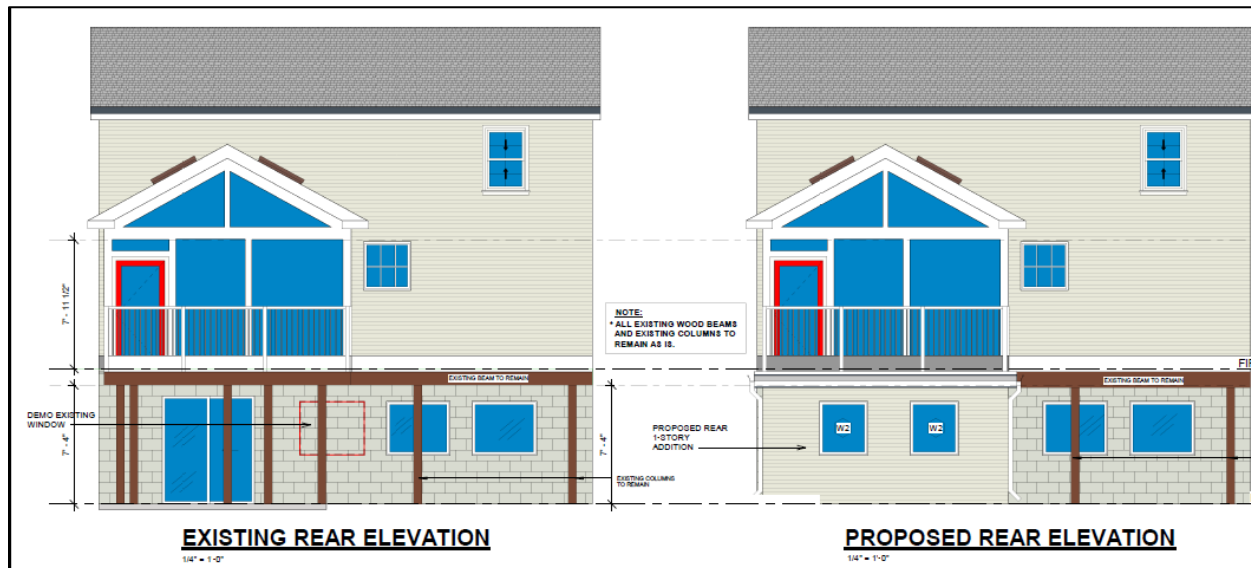 7' - 11 1/2"
NOTE:
* ALL EXISTING WOOD BEAMS
AND EXISTING COLUMNS TO
REMAIN AS IS.
EXISTING BEAM TO REMAIN
DEMO EXISTING
WINDOW
7' - 4"
EXISTING COLUMNS
TO REMAIN
EXISTING REAR ELEVATION
1/4" = 1'-0"
FI
EXISTING BEAM TO REMAIN
7' - 4"
PROPOSED REAR
1-STORY
ADDITION
W2
W2
PROPOSED REAR ELEVATION
1/4" = 1'-0"